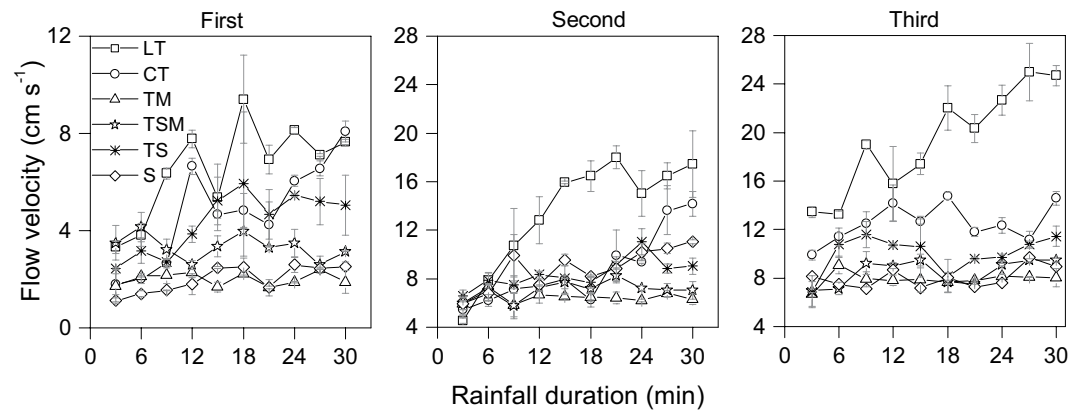 First
Second
Third
Flow velocity (cm s⁻¹)
12
8
4
0
LT
CT
TM
TSM
TS
S
0 6 12 18 24 30
28
24
20
16
12
8
4
0 6 12 18 24 30
28
24
20
16
12
8
4
0 6 12 18 24 30
Rainfall duration (min)